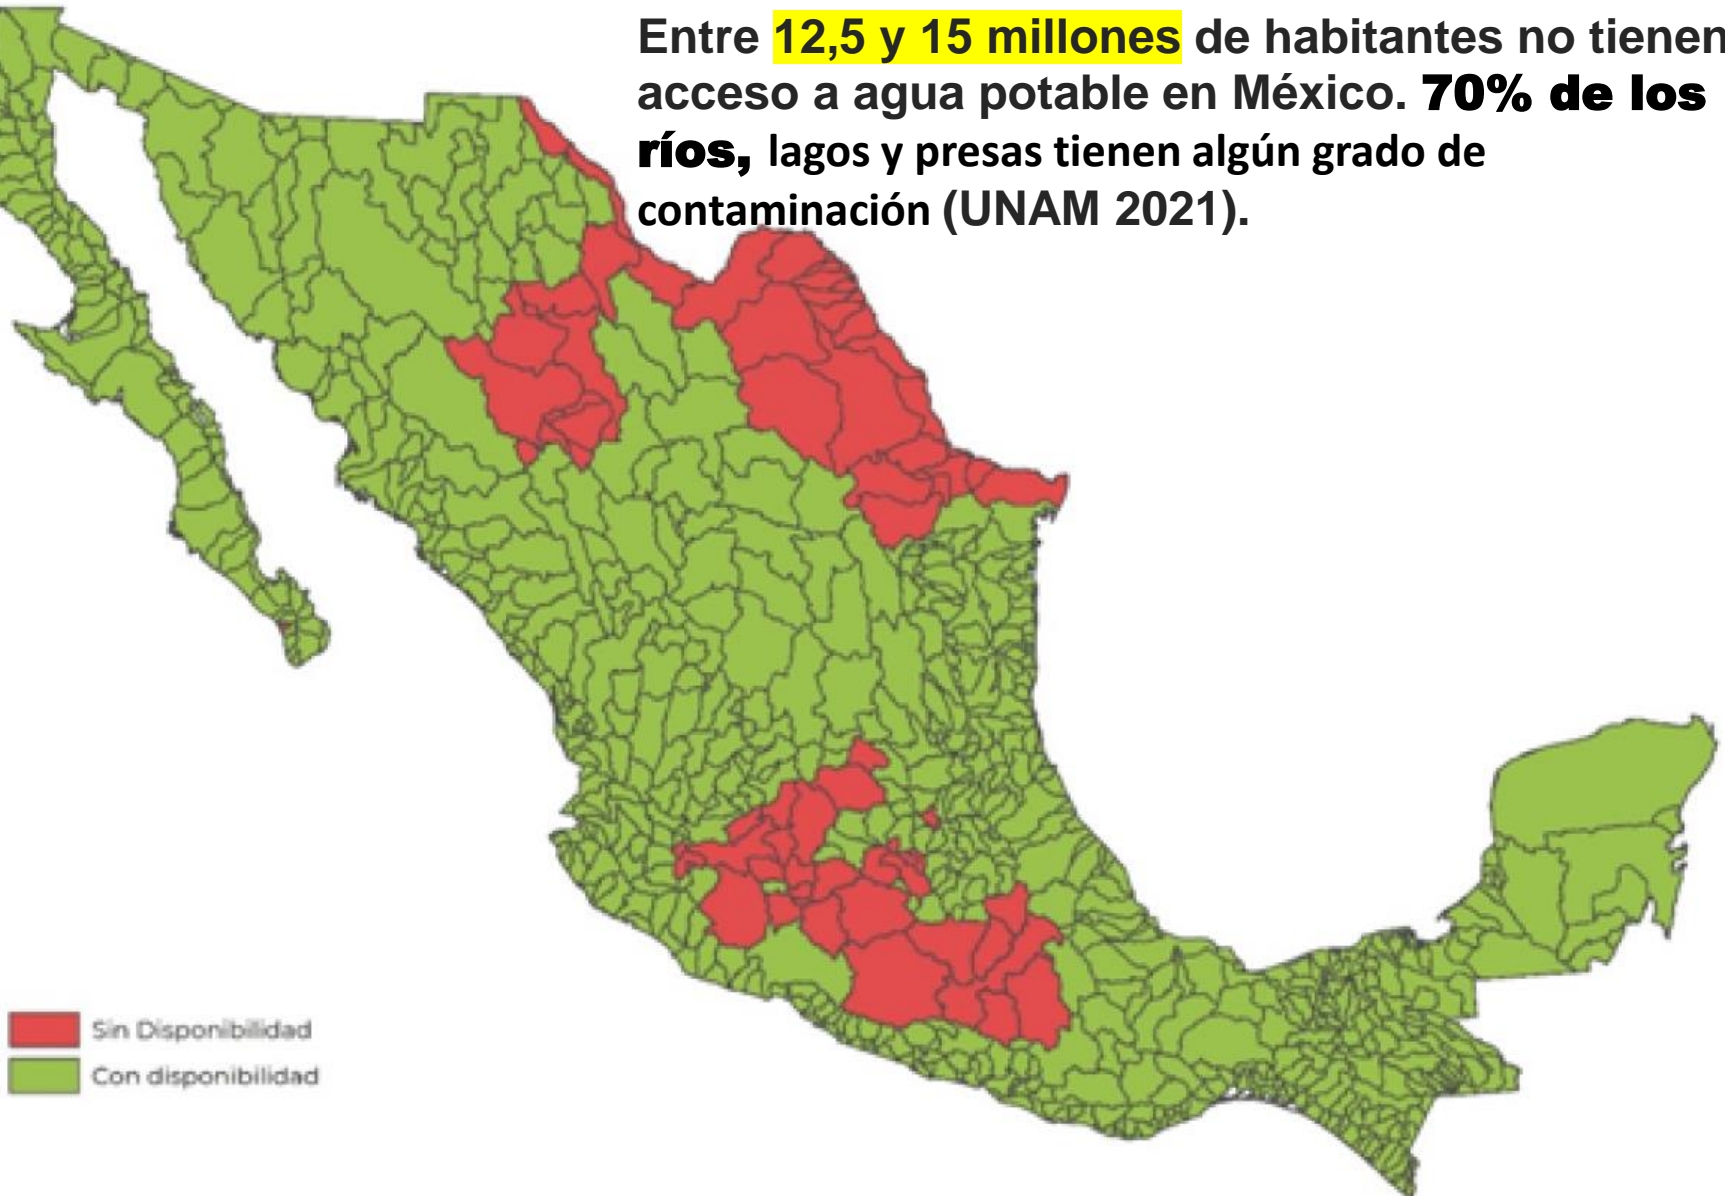 Entre 12,5 y 15 millones de habitantes no tienen
acceso a agua potable en México. 70% de los
ríos, lagos y presas tienen algún grado de
contaminación (UNAM 2021).
Sin Disponibilidad
Con disponibilidad